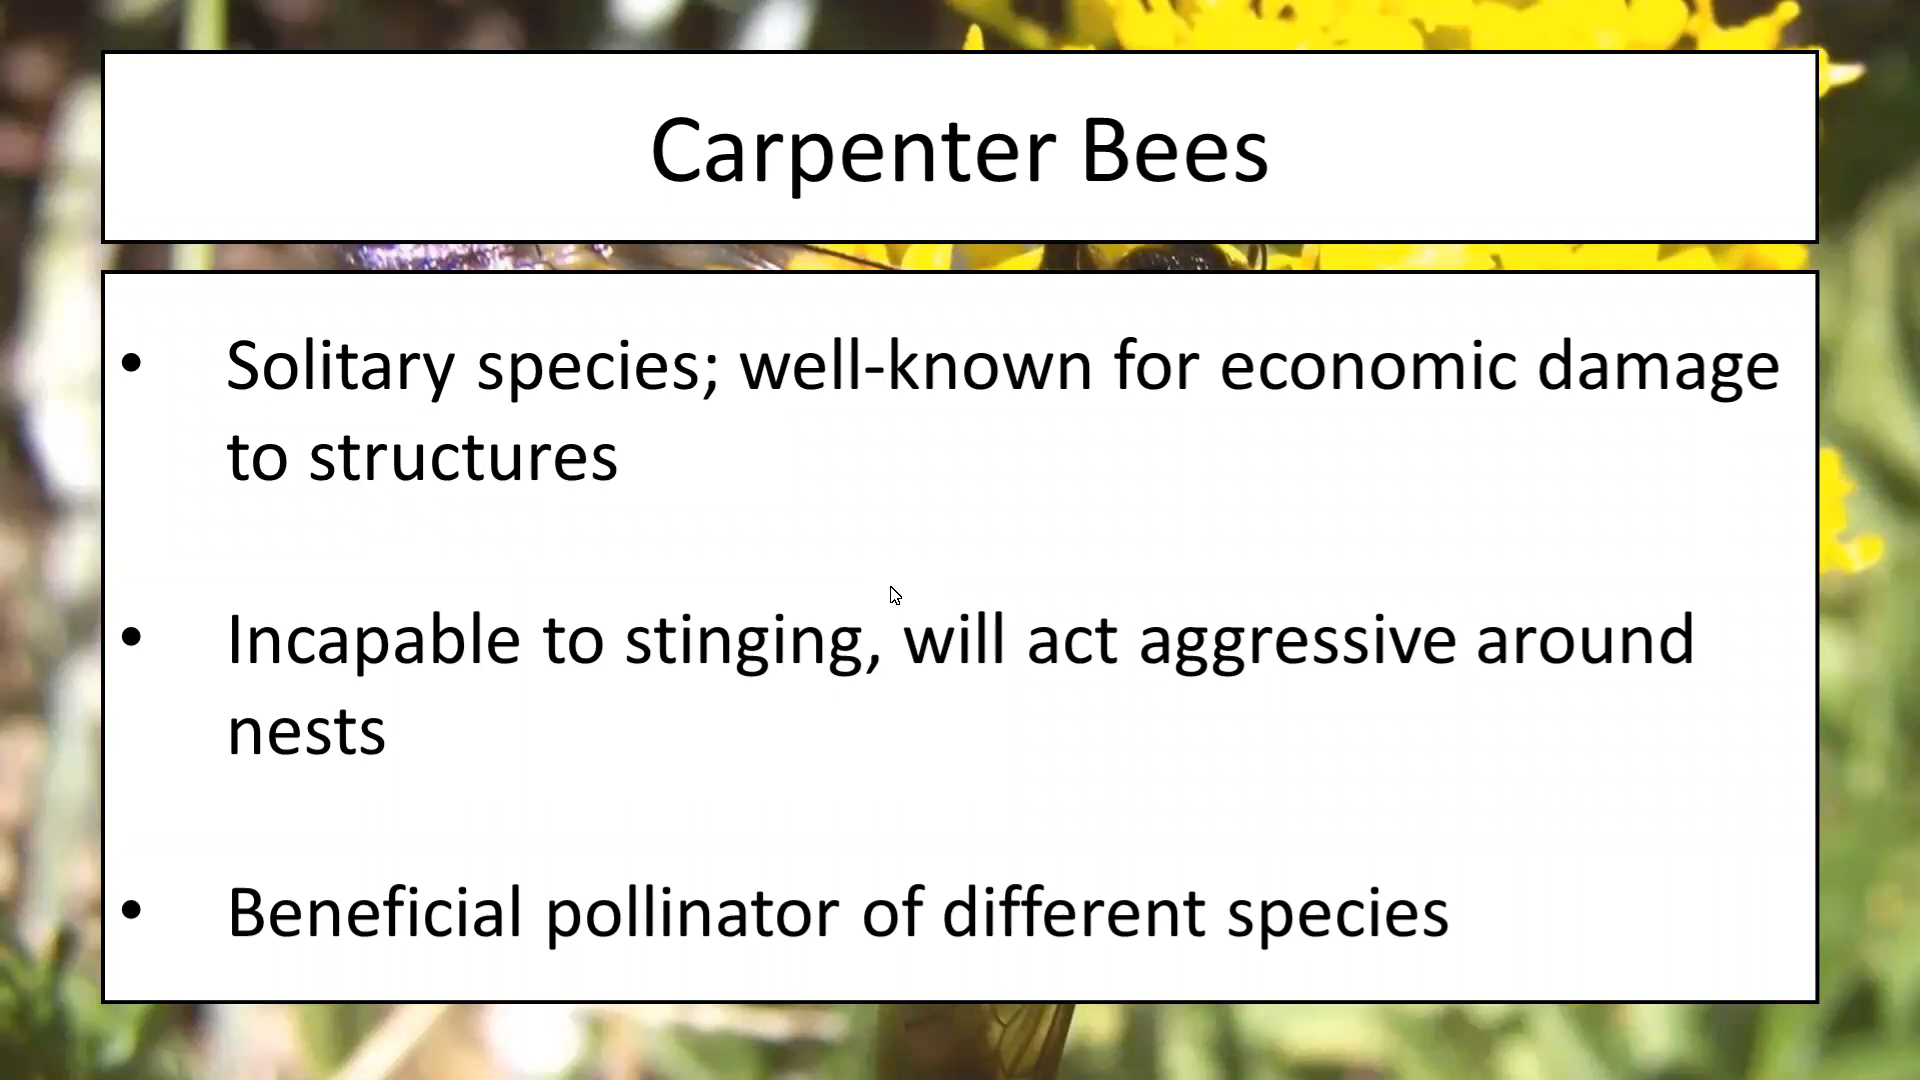 Carpenter Bees
• Solitary species; well-known for economic damage
to structures
• Incapable to stinging, will act aggressive around
nests
• Beneficial pollinator of different species